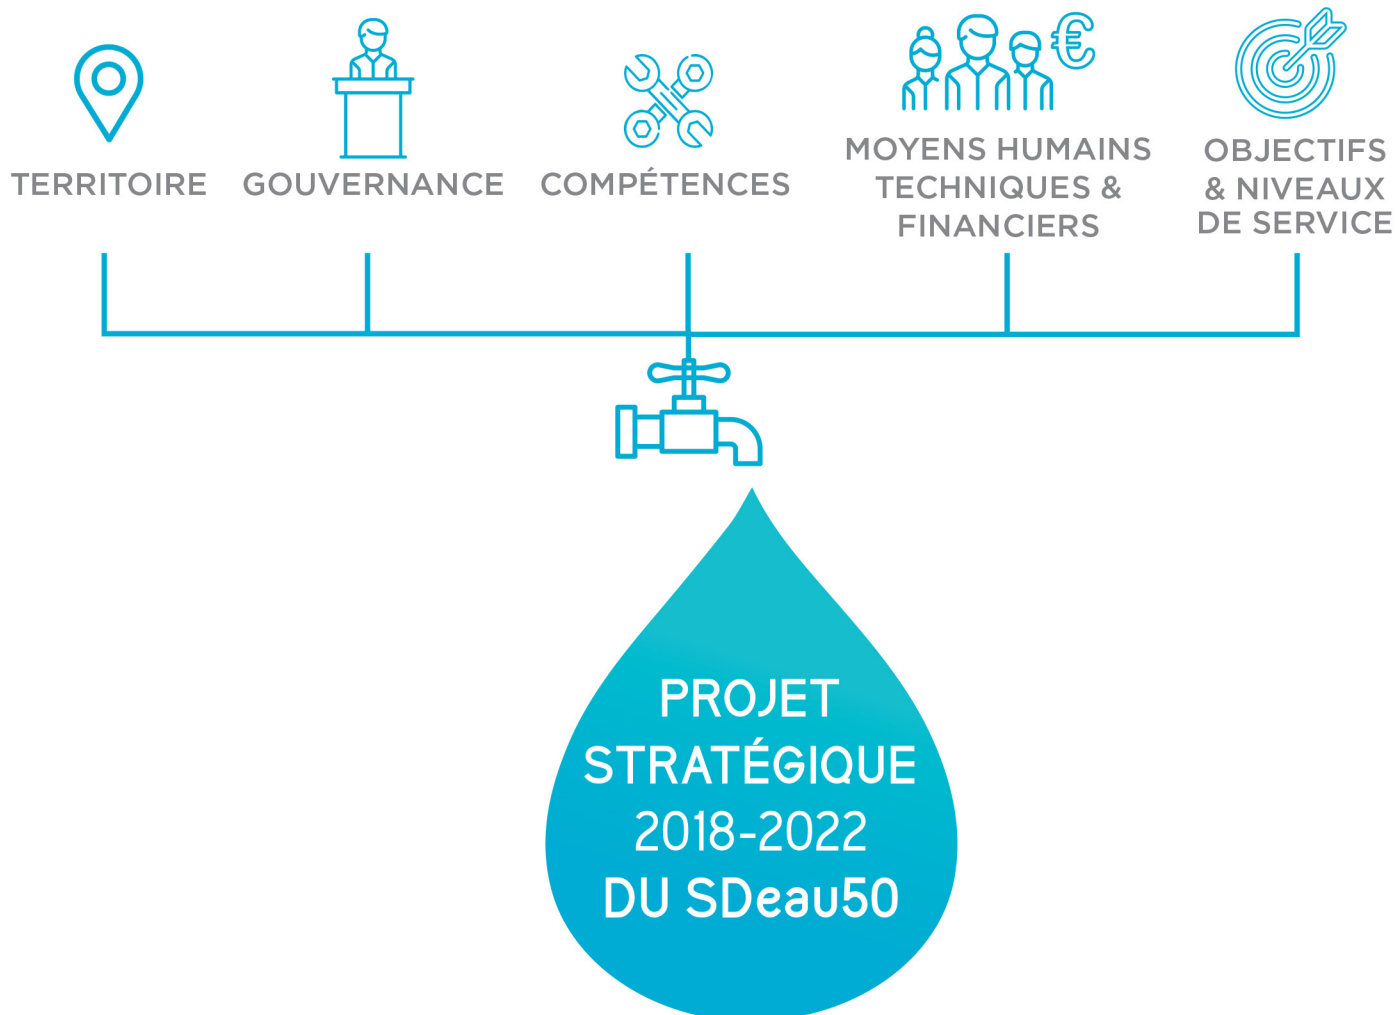 TERRITOIRE
GOUVERNANCE
COMPÉTENCES
MOYENS HUMAINS
TECHNIQUES &
FINANCIERS
OBJECTIFS
& NIVEAUX
DE SERVICE
PROJET
STRATÉGIQUE
2018-2022
DU SDeau50